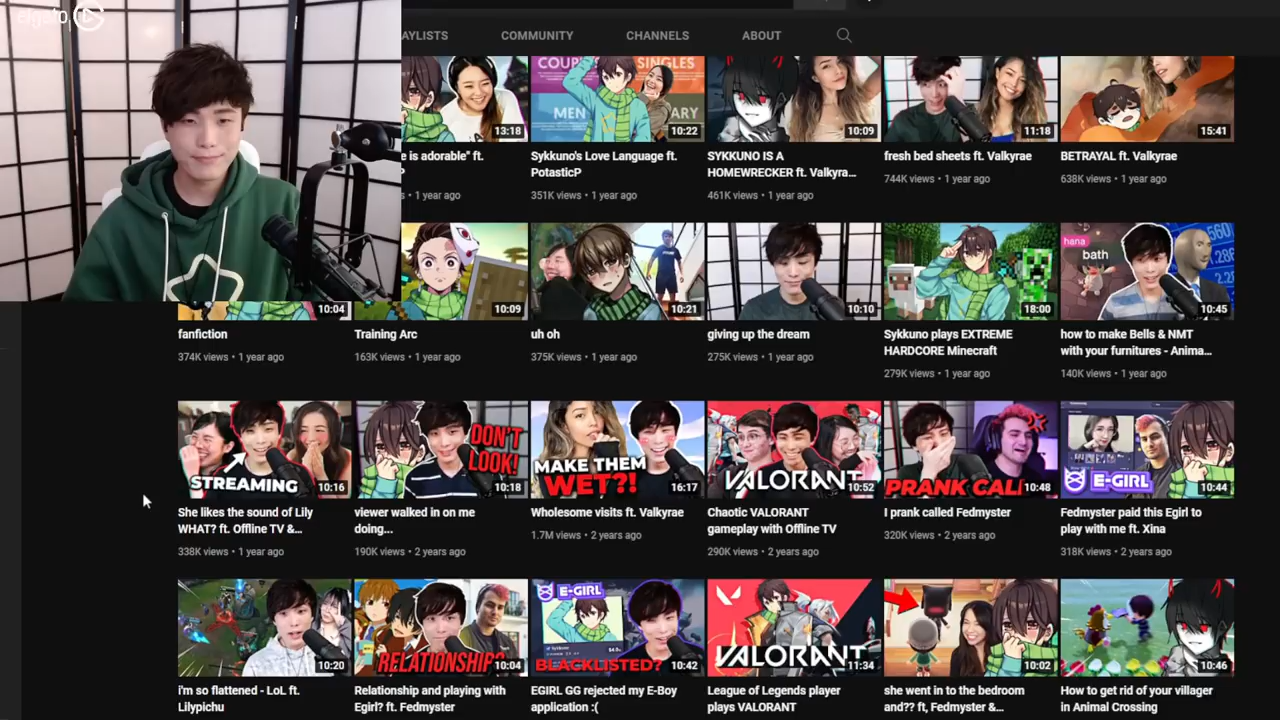 elgato
AYLISTS
COMMUNITY
CHANNELS
ABOUT
COUP
SINGLES
MEN
ARY
13:18
10:22
10:09
11:18
15:41
e is adorable" ft.
P
Sykkuno's Love Language ft.
PotasticP
351K views • 1 year ago
SYKKUNO IS A
HOMEWRECKER ft. Valkyra...
461K views • 1 year ago
fresh bed sheets ft. Valkyrae
744K views • 1 year ago
BETRAYAL ft. Valkyrae
638K views • 1 year ago
1 year ago
hana
bath
560
10:04
10:09
10:21
10:10
18:00
10:45
fanfiction
374K views • 1 year ago
Training Arc
163K views • 1 year ago
uh oh
375K views • 1 year ago
giving up the dream
275K views • 1 year ago
Sykkuno plays EXTREME
HARDCORE Minecraft
279K views • 1 year ago
how to make Bells & NMT
with your furnitures - Anima...
140K views • 1 year ago
STREAMING
10:16
DON'T
LOOK!
10:18
MAKE THEM
WET?!
16:17
VALORANT
10:52
PRANK CALL
10:48
E-GIRL
10:44
She likes the sound of Lily
WHAT? ft. Offline TV &...
338K views • 1 year ago
viewer walked in on me
doing...
190K views • 2 years ago
Wholesome visits ft. Valkyrae
1.7M views • 2 years ago
Chaotic VALORANT
gameplay with Offline TV
290K views • 2 years ago
I prank called Fedmyster
320K views • 2 years ago
Fedmyster paid this Egirl to
play with me ft. Xina
318K views • 2 years ago
10:20
RELATIONSHIPS
10:04
E-GIRL
BLACKLISTED?
10:42
VALORANT
11:34
10:02
10:46
i'm so flattened - LoL ft.
Lilypichu
Relationship and playing with
Egirl? ft. Fedmyster
EGIRL GG rejected my E-Boy
application :(
League of Legends player
plays VALORANT
she went in to the bedroom
and?? ft, Fedmyster &...
How to get rid of your villager
in Animal Crossing